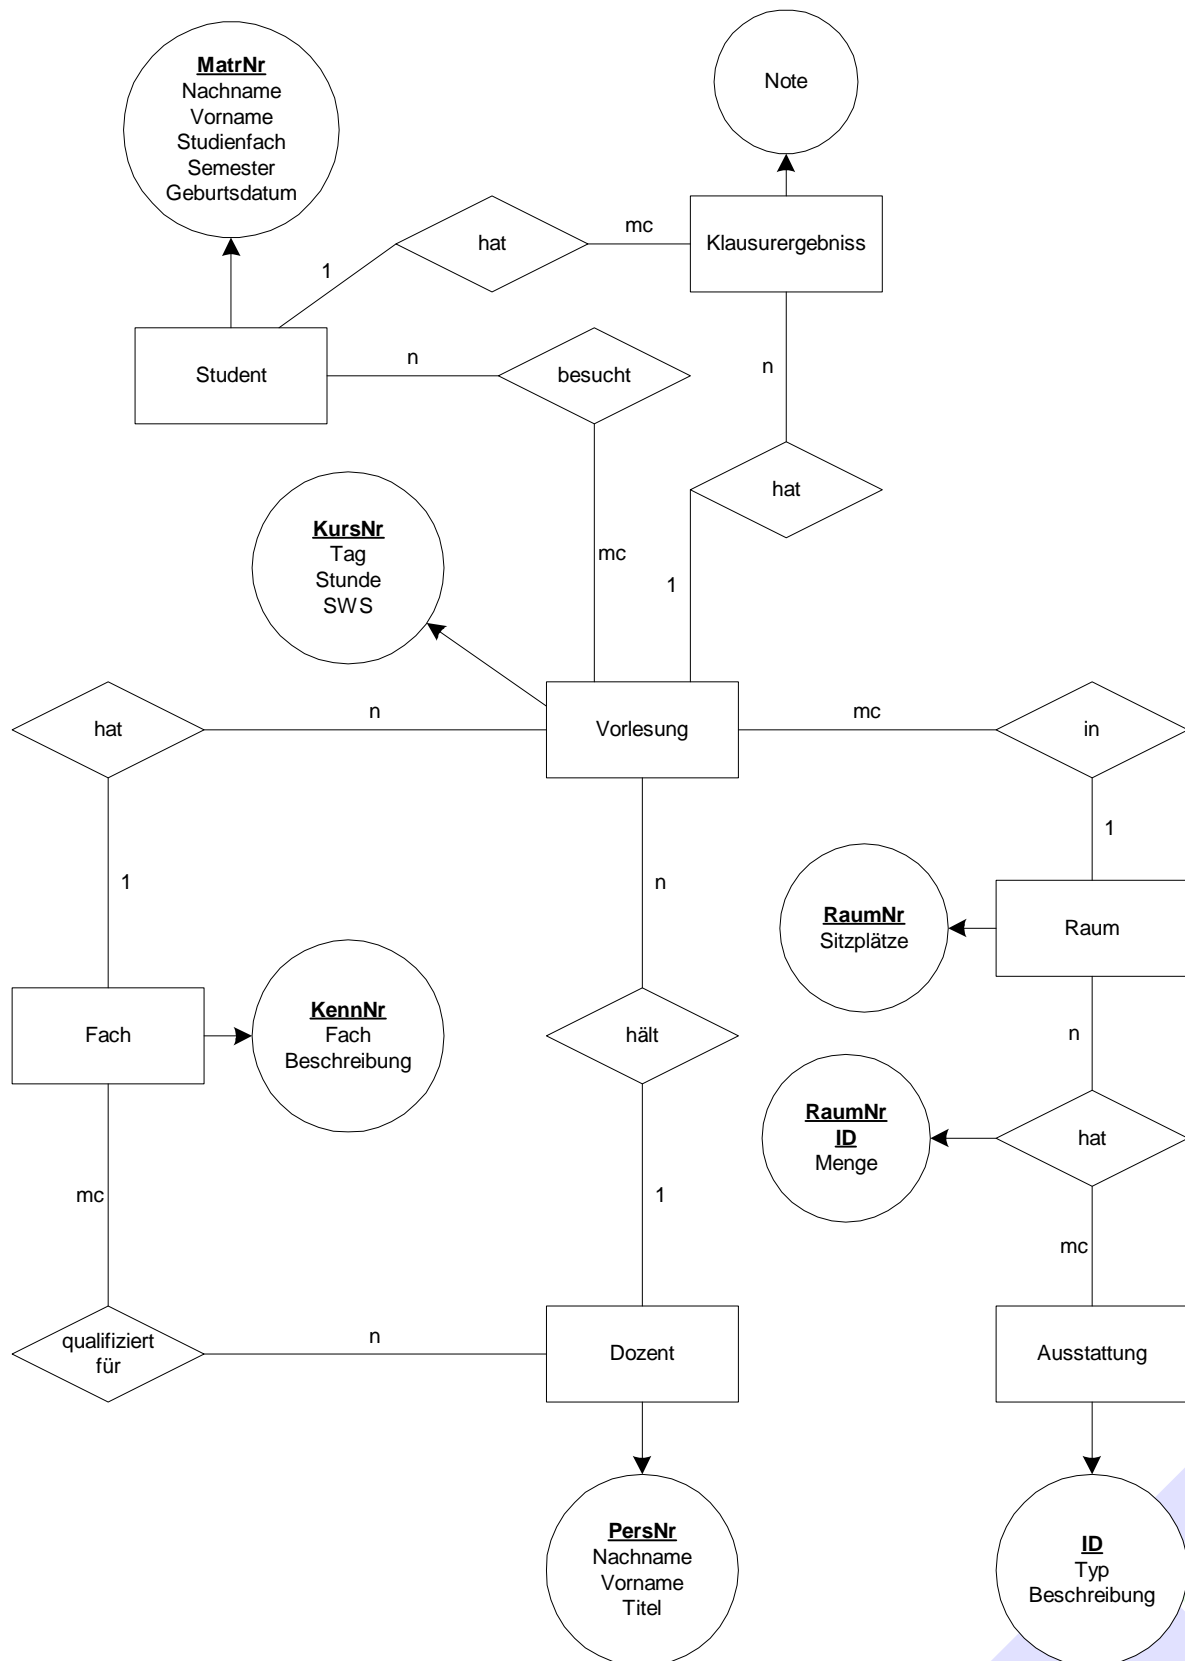 MatrNr
Nachname
Vorname
Studienfach
Semester
Geburtsdatum
Note
hat
mc
Klausurergebniss
1
Student
n
besucht
n
hat
KursNr
Tag
Stunde
SWS
mc
1
hat
n
Vorlesung
mc
in
1
1
n
RaumNr
Sitzplätze
Raum
Fach
KennNr
Fach
Beschreibung
hält
n
RaumNr
ID
Menge
hat
mc
1
mc
qualifiziert
für
n
Dozent
Ausstattung
PersNr
Nachname
Vorname
Titel
ID
Typ
Beschreibung